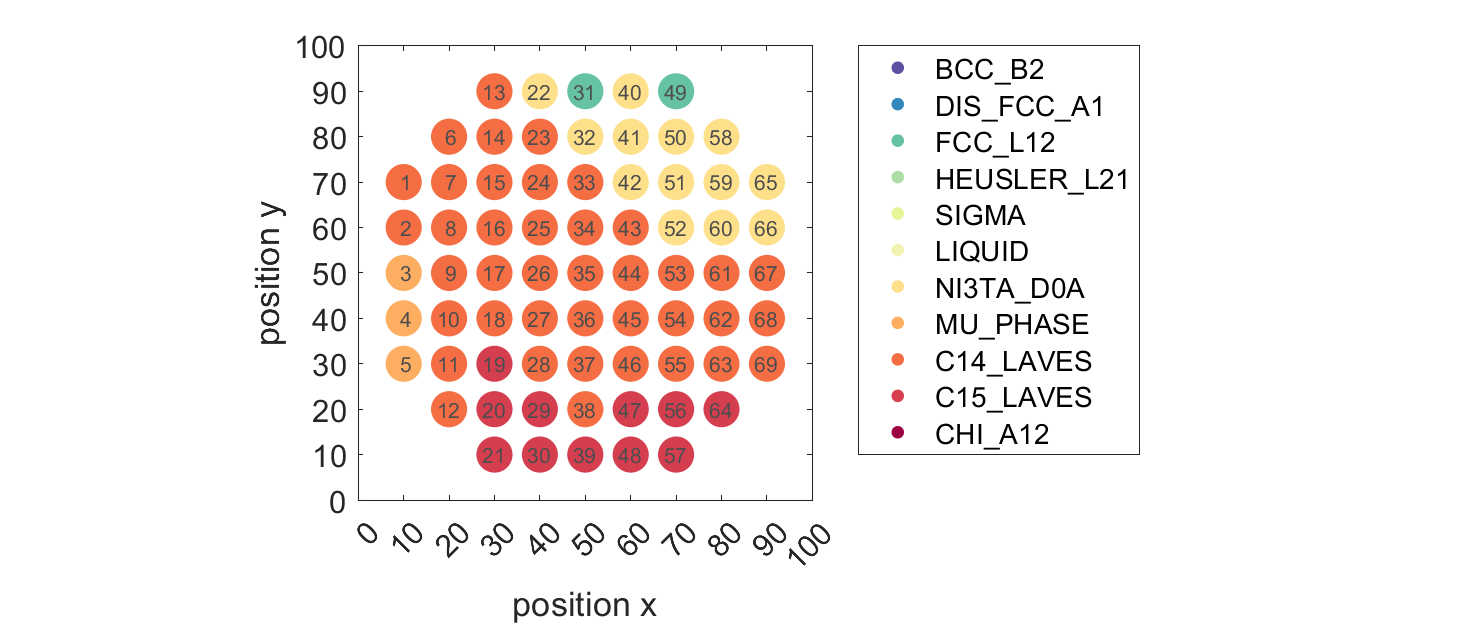 100
90 13 22 31 40 49
80 6 14 23 32 41 50 58
70 1 7 15 24 33 42 51 59 65
60 2 8 16 25 34 43 52 60 66
50 3 9 17 26 35 44 53 61 67
40 4 10 18 27 36 45 54 62 68
30 5 11 19 28 37 46 55 63 69
20 12 20 29 38 47 56 64
10 21 30 39 48 57
0
0 10 20 30 40 50 60 70 80 90 100
position x
position y
BCC_B2
DIS_FCC_A1
FCC_L12
HEUSLER_L21
SIGMA
LIQUID
NI3TA_D0A
MU_PHASE
C14_LAVES
C15_LAVES
CHI_A12